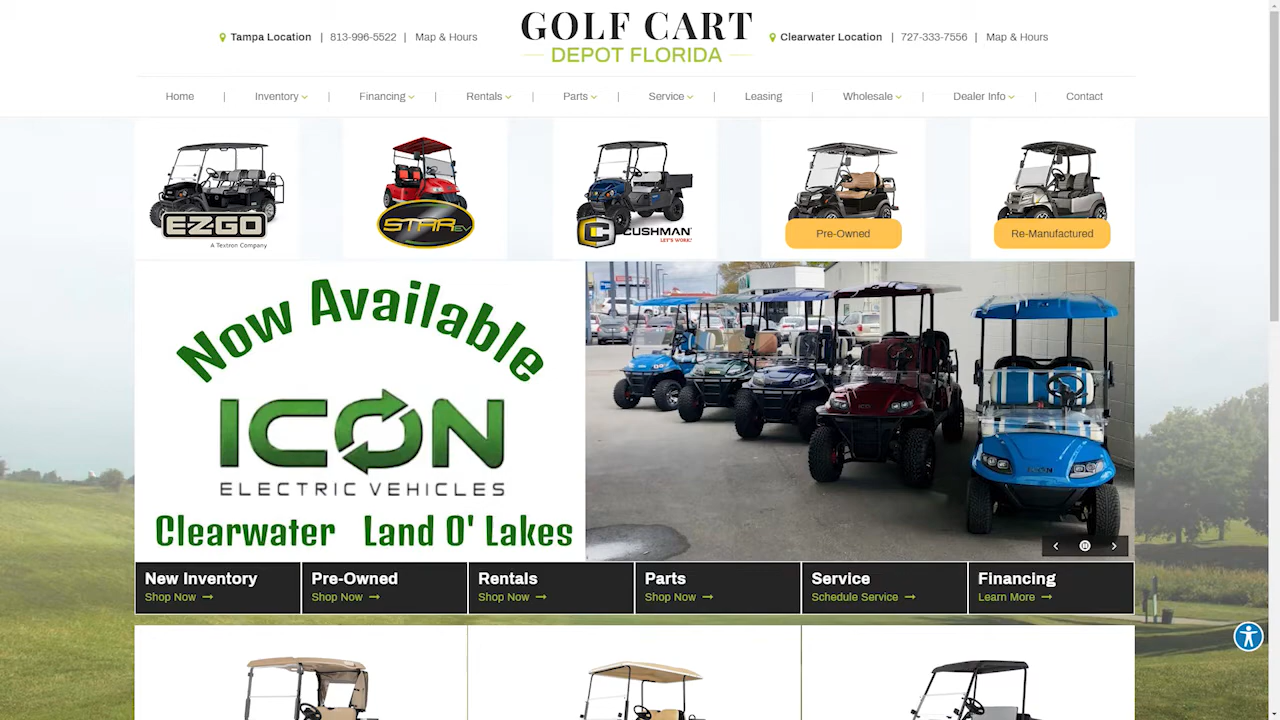 Tampa Location | 813-996-5522 | Map & Hours
GOLF CART
DEPOT FLORIDA
Clearwater Location | 727-333-7556 | Map & Hours
Home | Inventory | Financing | Rentals | Parts | Service | Leasing | Wholesale | Dealer Info | Contact
EZGO
A Textron Company
STAR EV
CUSHMAN
LET'S WORK.
Pre-Owned
Re-Manufactured
Now Available
ICON
ELECTRIC VEHICLES
Clearwater Land O' Lakes
ICON
New Inventory
Shop Now →
Pre-Owned
Shop Now →
Rentals
Shop Now →
Parts
Shop Now →
Service
Schedule Service →
Financing
Learn More →